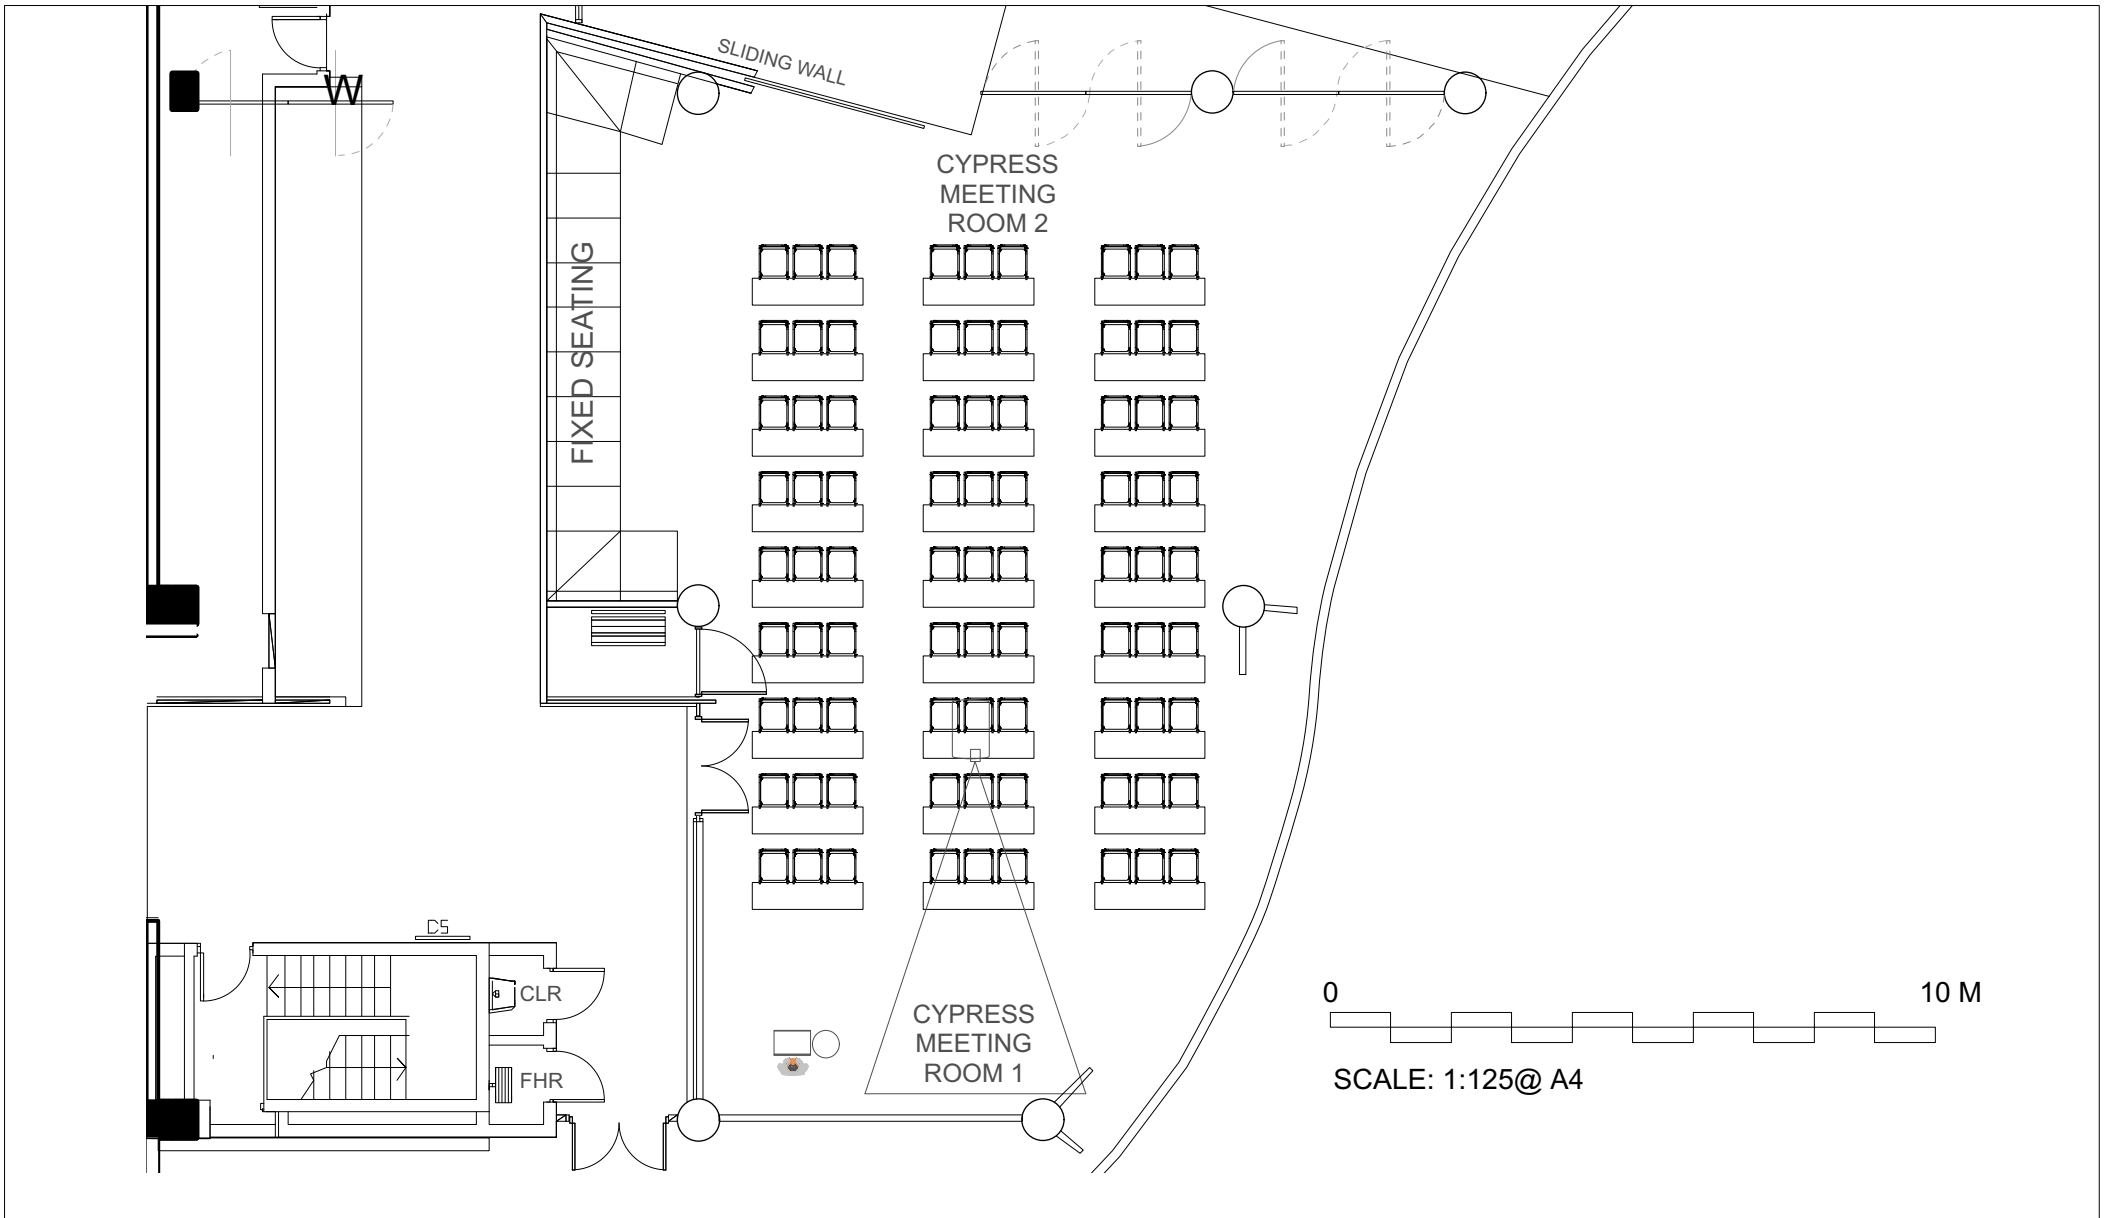 SLIDING WALL
W
CYPRESS
MEETING
ROOM 2
FIXED SEATING
DS
CLR
FHR
CYPRESS
MEETING
ROOM 1
0 10 M
SCALE: 1:125@ A4